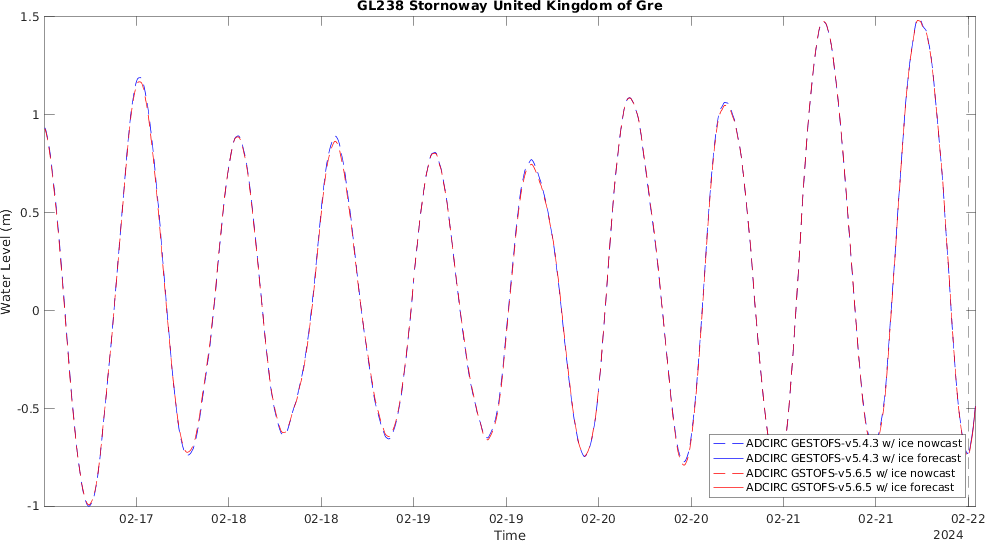 GL238 Stornoway United Kingdom of Gre
1.5
1
0.5
0
-0.5
-1
Water Level (m)
ADCIRC GESTOFS-v5.4.3 w/ ice nowcast
ADCIRC GESTOFS-v5.4.3 w/ ice forecast
ADCIRC GSTOFS-v5.6.5 w/ ice nowcast
ADCIRC GSTOFS-v5.6.5 w/ ice forecast
02-17 02-18 02-18 02-19 02-19 02-20 02-20 02-21 02-21 02-22
Time 2024